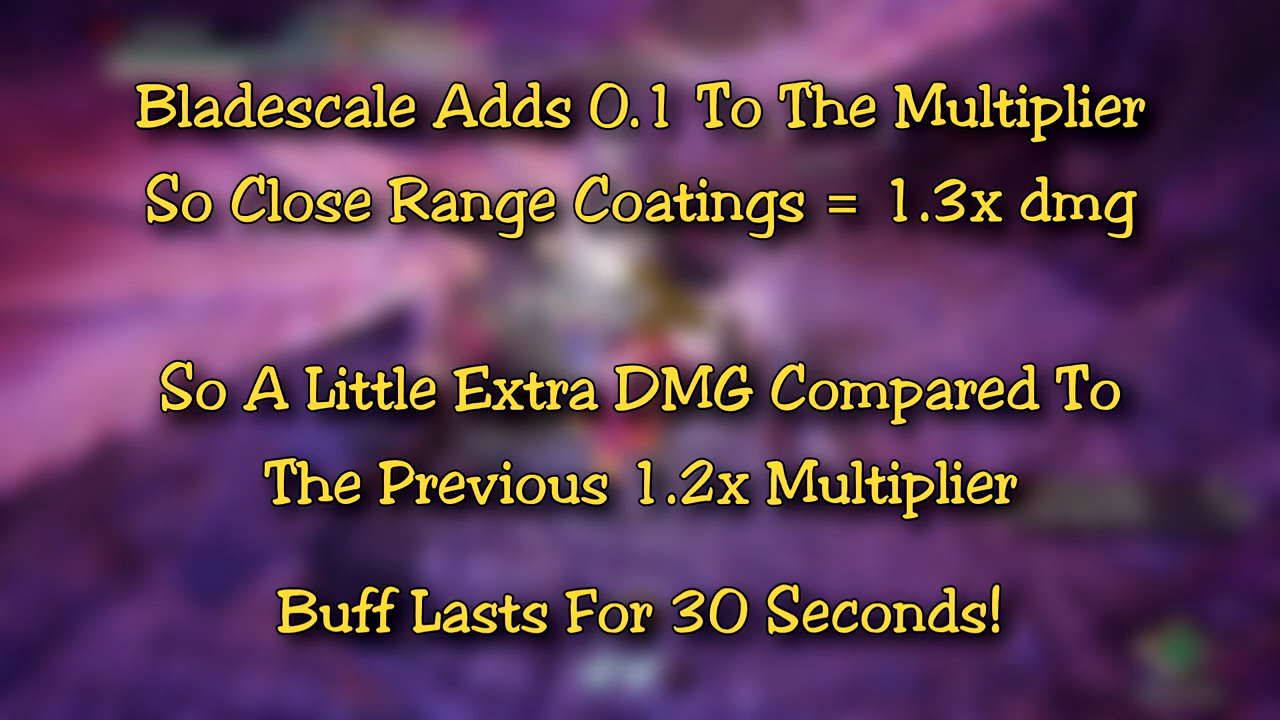 Bladescale Adds 0.1 To The Multiplier
So Close Range Coatings = 1.3x dmg
So A Little Extra DMG Compared To
The Previous 1.2x Multiplier
Buff Lasts For 30 Seconds!